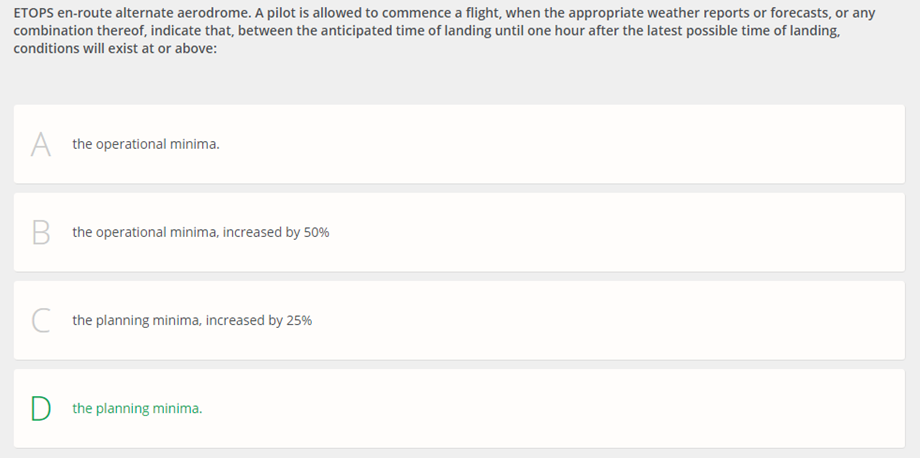 ETOPS en-route alternate aerodrome. A pilot is allowed to commence a flight, when the appropriate weather reports or forecasts, or any
combination thereof, indicate that, between the anticipated time of landing until one hour after the latest possible time of landing,
conditions will exist at or above:
A the operational minima.
B the operational minima, increased by 50%
C the planning minima, increased by 25%
D the planning minima.